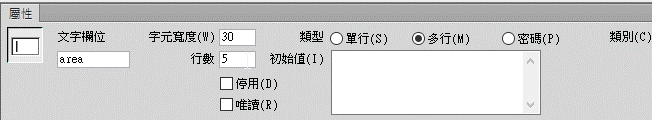 屬性
文字欄位 字元寬度(W) 30 類型 單行(S) 多行(M) 密碼(P) 類別(C)
area 行數 5 初始值(I)
停用(D)
唯讀(R)